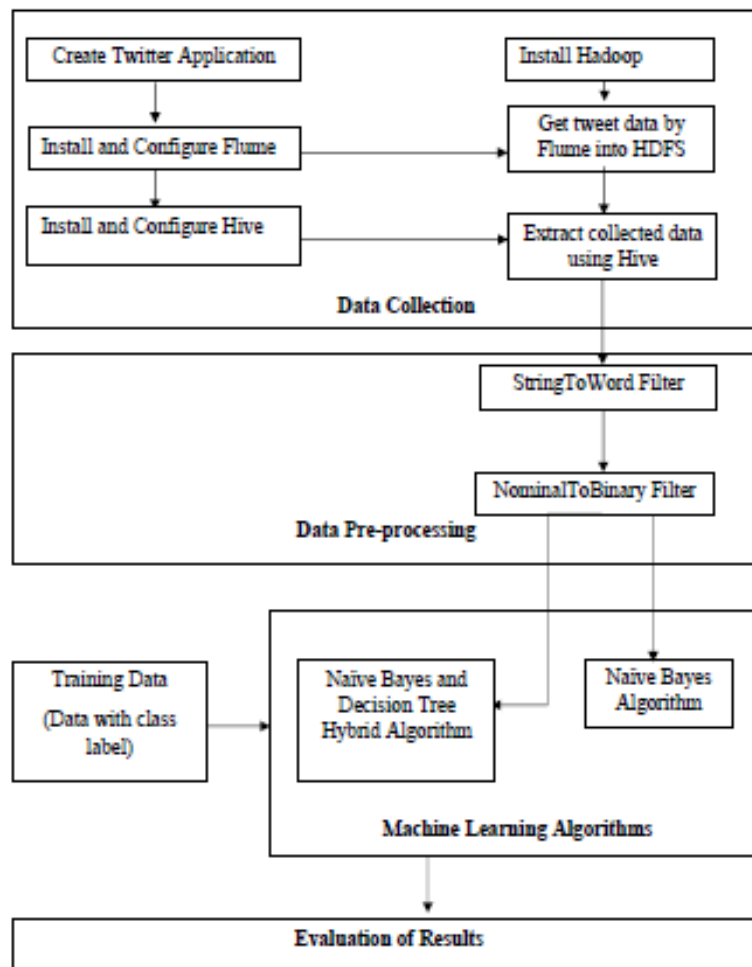 Create Twitter Application
Install Hadoop
Install and Configure Flume
Get tweet data by
Flume into HDFS
Install and Configure Hive
Extract collected data
using Hive
Data Collection
StringToWord Filter
NominalToBinary Filter
Data Pre-processing
Training Data
(Data with class
label)
Naïve Bayes and
Decision Tree
Hybrid Algorithm
Naïve Bayes
Algorithm
Machine Learning Algorithms
Evaluation of Results